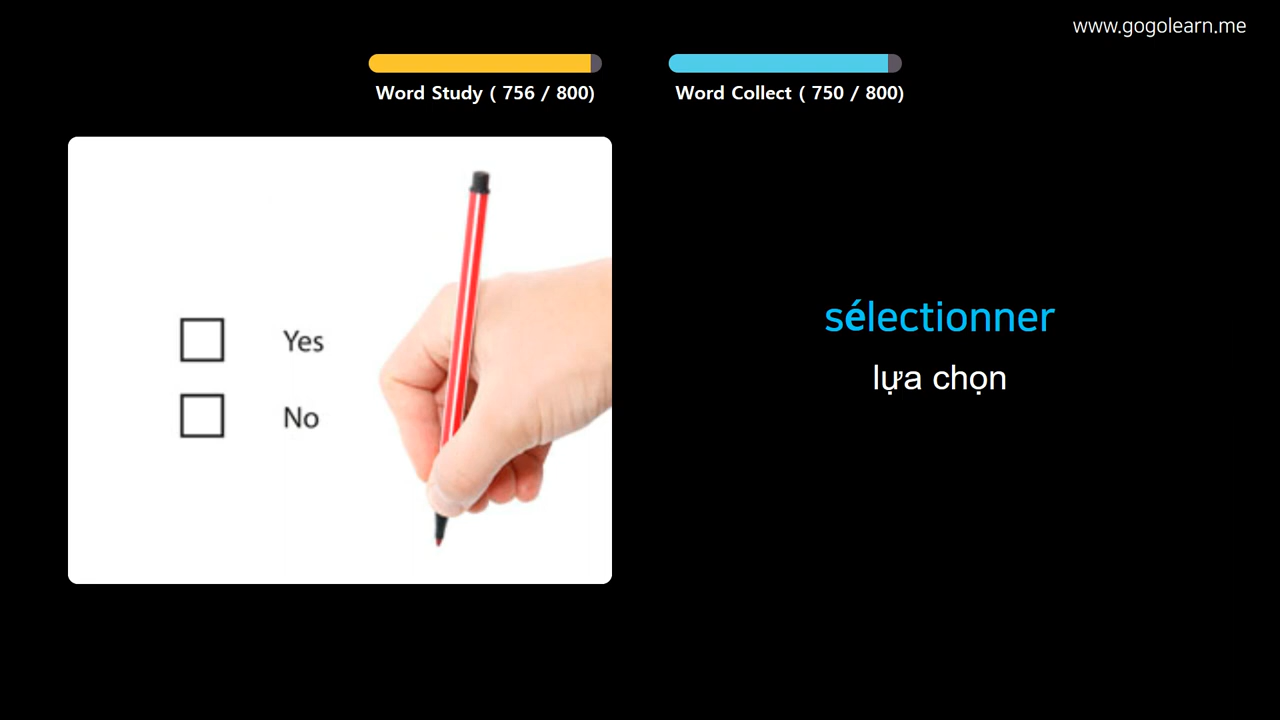 www.gogolearn.me
Word Study ( 756 / 800)
Word Collect ( 750 / 800)
Yes
No
sélectionner
lựa chọn